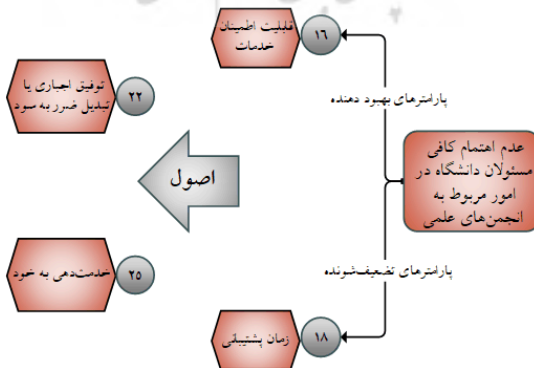 عدم اهتمام کافی
مسئولان دانشگاه در
امور مربوط به
انجمن‌های علمی
پارامترهای بهبود دهنده
۱۶
قابلیت اطمینان
خدمات
پارامترهای تضعیف‌شونده
۱۸
زمان پشتیبانی
اصول
۲۲
توفیق اجباری یا
تبدیل ضرر به سود
۲۵
خدمت‌دهی به خود